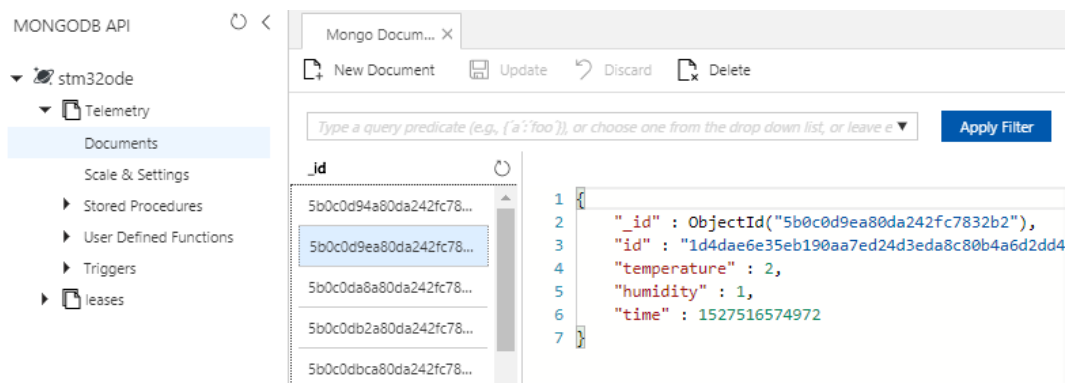 MONGODB API
stm32ode
Telemetry
Documents
Scale & Settings
Stored Procedures
User Defined Functions
Triggers
leases
Mongo Docum...
New Document Update Discard Delete
Type a query predicate (e.g., {´a´:´foo´}), or choose one from the drop down list, or leave e
Apply Filter
_id
5b0c0d94a80da242fc78...
5b0c0d9ea80da242fc78...
5b0c0da8a80da242fc78...
5b0c0db2a80da242fc78...
5b0c0dbca80da242fc78...
1 {
2 "_id" : ObjectId("5b0c0d9ea80da242fc7832b2"),
3 "id" : "1d4dae6e35eb190aa7ed24d3eda8c80b4a6d2dd4
4 "temperature" : 2,
5 "humidity" : 1,
6 "time" : 1527516574972
7 }